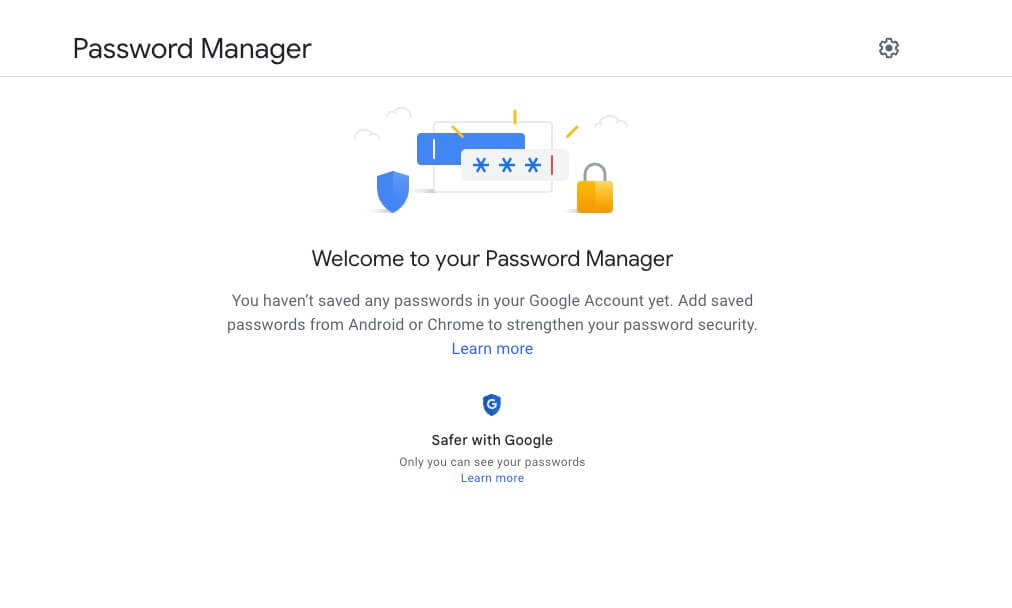 Password Manager
* * *
Welcome to your Password Manager
You haven’t saved any passwords in your Google Account yet. Add saved
passwords from Android or Chrome to strengthen your password security.
Learn more
G
Safer with Google
Only you can see your passwords
Learn more